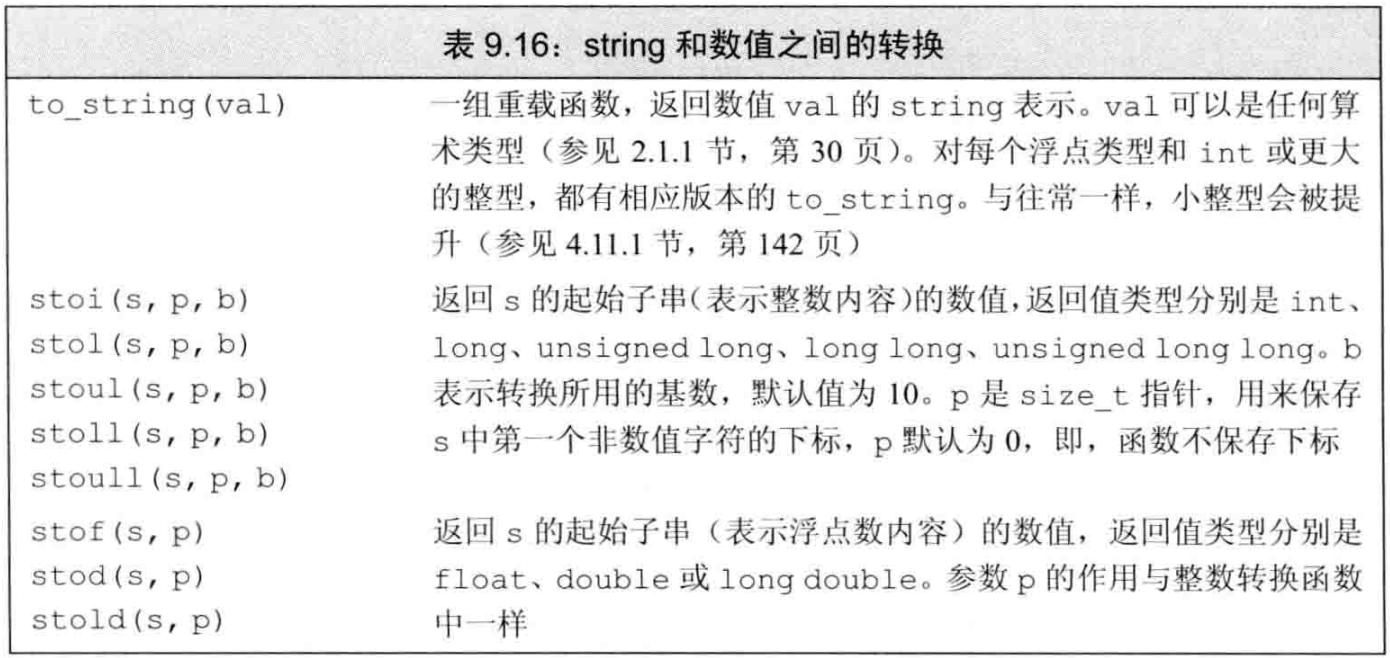 表 9.16：string 和数值之间的转换
to_string(val) 一组重载函数，返回数值 val 的 string 表示。val 可以是任何算
术类型（参见 2.1.1 节，第 30 页）。对每个浮点类型和 int 或更大
的整型，都有相应版本的 to_string。与往常一样，小整型会被提
升（参见 4.11.1 节，第 142 页）
stoi(s, p, b) 返回 s 的起始子串（表示整数内容）的数值，返回值类型分别是 int、
stol(s, p, b) long、unsigned long、long long、unsigned long long。b
stoul(s, p, b) 表示转换所用的基数，默认值为 10。p 是 size_t 指针，用来保存
stoll(s, p, b) s 中第一个非数值字符的下标，p 默认为 0，即，函数不保存下标
stoull(s, p, b)
stof(s, p) 返回 s 的起始子串（表示浮点数内容）的数值，返回值类型分别是
stod(s, p) float、double 或 long double。参数 p 的作用与整数转换函数
stold(s, p) 中一样